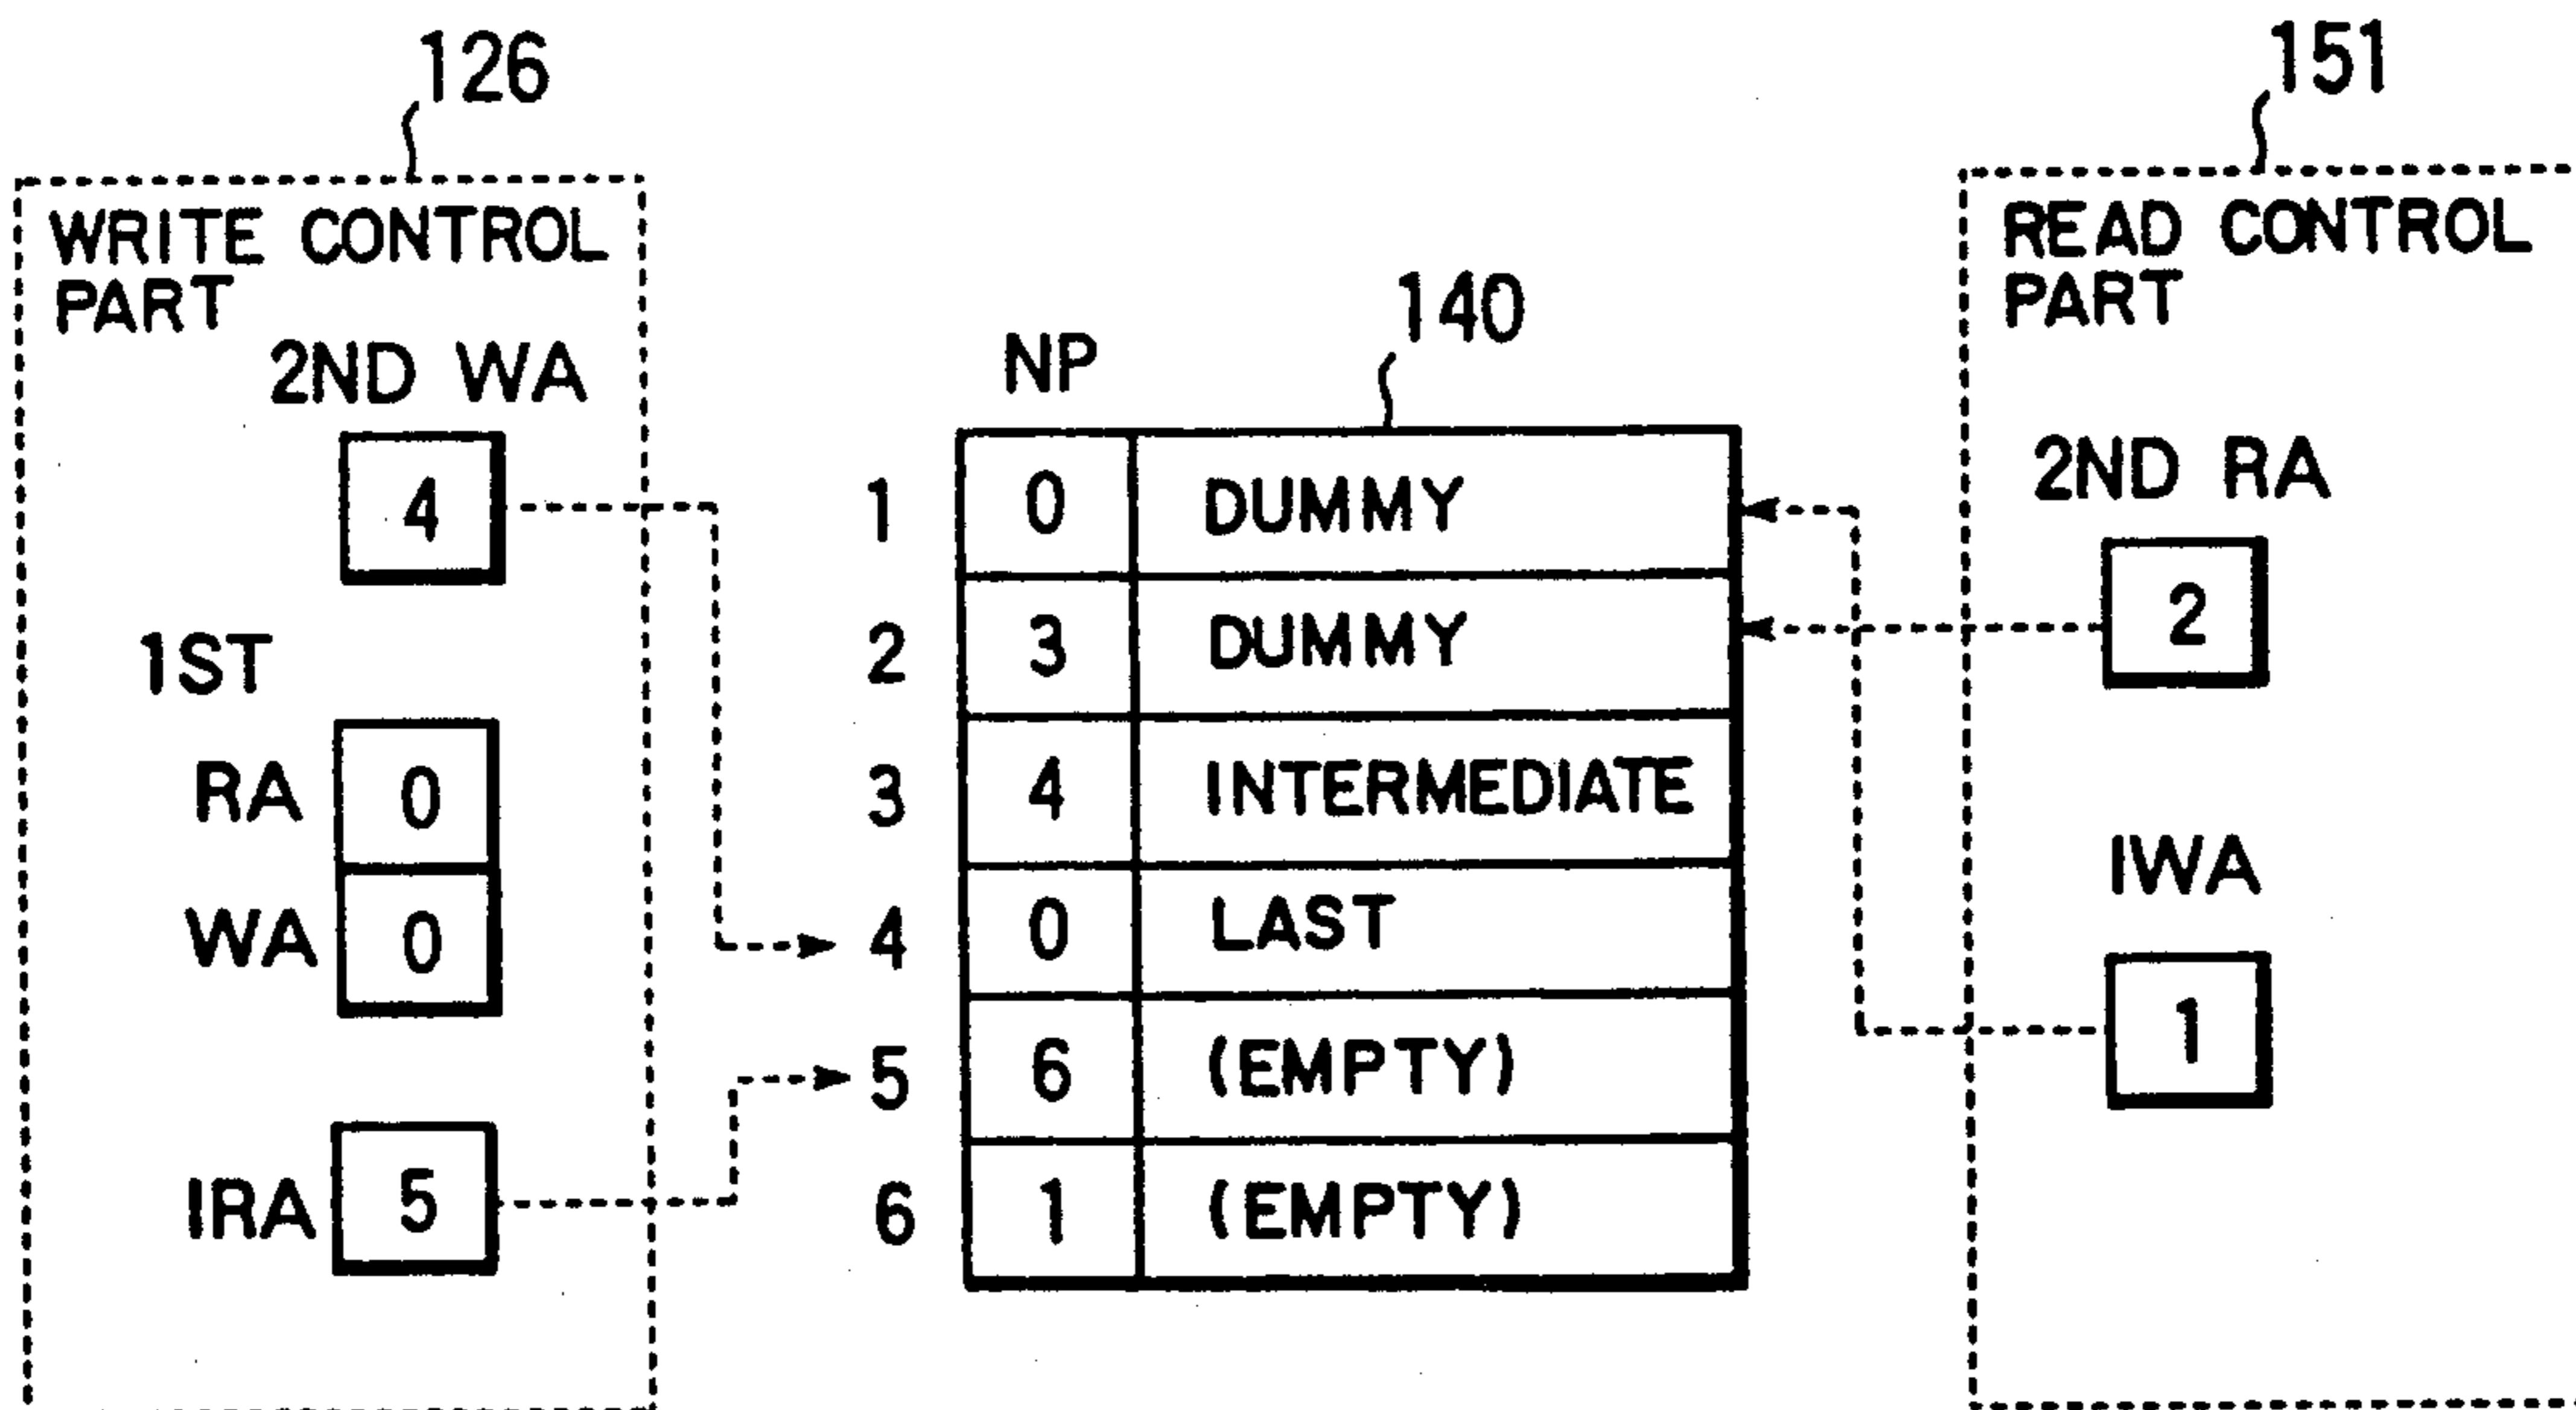 126
151
WRITE CONTROL
PART
2ND WA
4
1ST
RA 0
WA 0
IRA 5
140
NP
1 0 DUMMY
2 3 DUMMY
3 4 INTERMEDIATE
4 0 LAST
5 6 (EMPTY)
6 1 (EMPTY)
READ CONTROL
PART
2ND RA
2
IWA
1